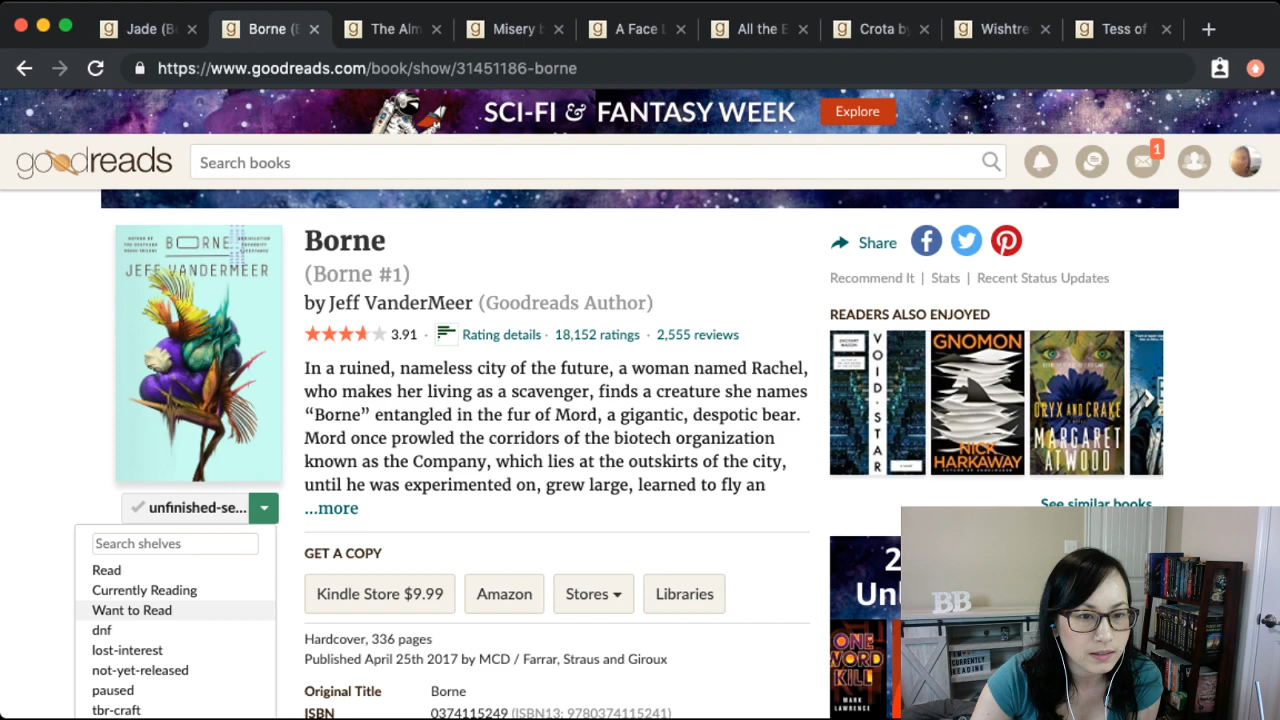 Jade (B
Borne (E
The Alm
Misery b
A Face L
All the E
Crota by
Wishtre
Tess of
https://www.goodreads.com/book/show/31451186-borne
SCI-FI & FANTASY WEEK
Explore
goodreads
Search books
1
BORNE
JEFF VANDERMEER
Borne
(Borne #1)
by Jeff VanderMeer (Goodreads Author)
3.91 · Rating details · 18,152 ratings · 2,555 reviews
In a ruined, nameless city of the future, a woman named Rachel,
who makes her living as a scavenger, finds a creature she names
“Borne” entangled in the fur of Mord, a gigantic, despotic bear.
Mord once prowled the corridors of the biotech organization
known as the Company, which lies at the outskirts of the city,
until he was experimented on, grew large, learned to fly an
...more
unfinished-se...
Search shelves
Read
Currently Reading
Want to Read
dnf
lost-interest
not-yet-released
paused
tbr-craft
GET A COPY
Kindle Store $9.99
Amazon
Stores
Libraries
Hardcover, 336 pages
Published April 25th 2017 by MCD / Farrar, Straus and Giroux
Original Title Borne
ISBN 0374115249 (ISBN13: 9780374115241)
Share
Recommend It | Stats | Recent Status Updates
READERS ALSO ENJOYED
VOID STAR
GNOMON
NICK
HARKAWAY
ORYX AND CRAKE
MARGARET
ATWOOD
See similar books
2
Unl
ONE
WORD
KILL
MARK
LAWRENCE
BB
CURRENTLY
READING